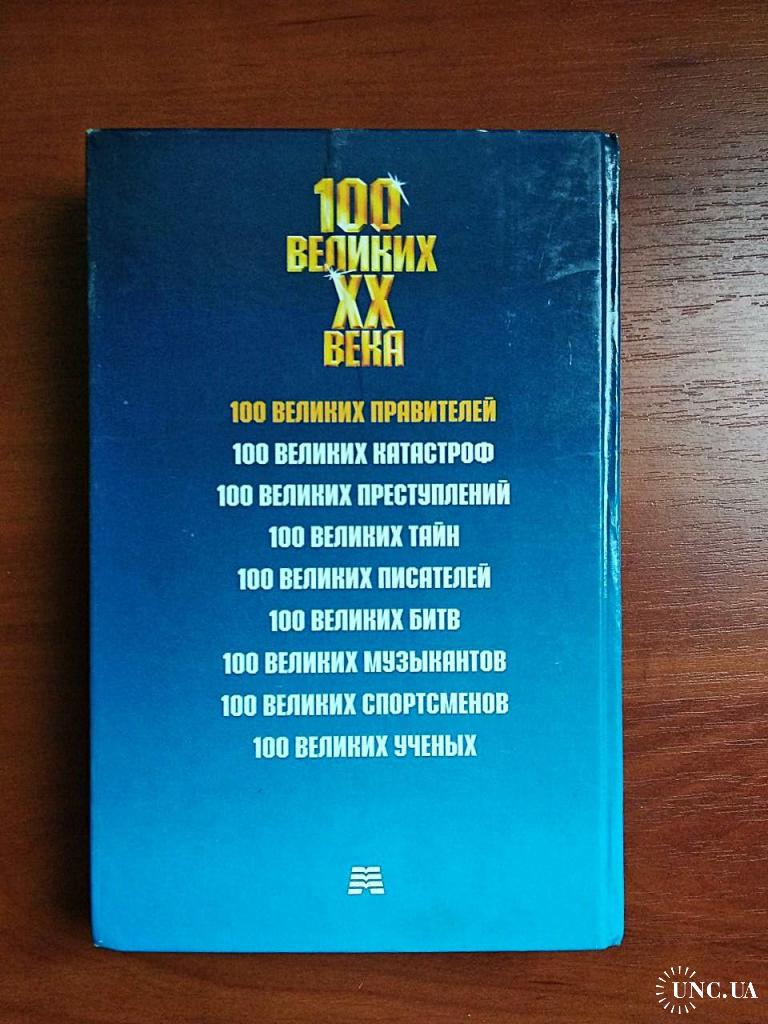 100
ВЕЛИКИХ
XX
ВЕКА
100 ВЕЛИКИХ ПРАВИТЕЛЕЙ
100 ВЕЛИКИХ КАТАСТРОФ
100 ВЕЛИКИХ ПРЕСТУПЛЕНИЙ
100 ВЕЛИКИХ ТАЙН
100 ВЕЛИКИХ ПИСАТЕЛЕЙ
100 ВЕЛИКИХ БИТВ
100 ВЕЛИКИХ МУЗЫКАНТОВ
100 ВЕЛИКИХ СПОРТСМЕНОВ
100 ВЕЛИКИХ УЧЕНЫХ
UNC.UA